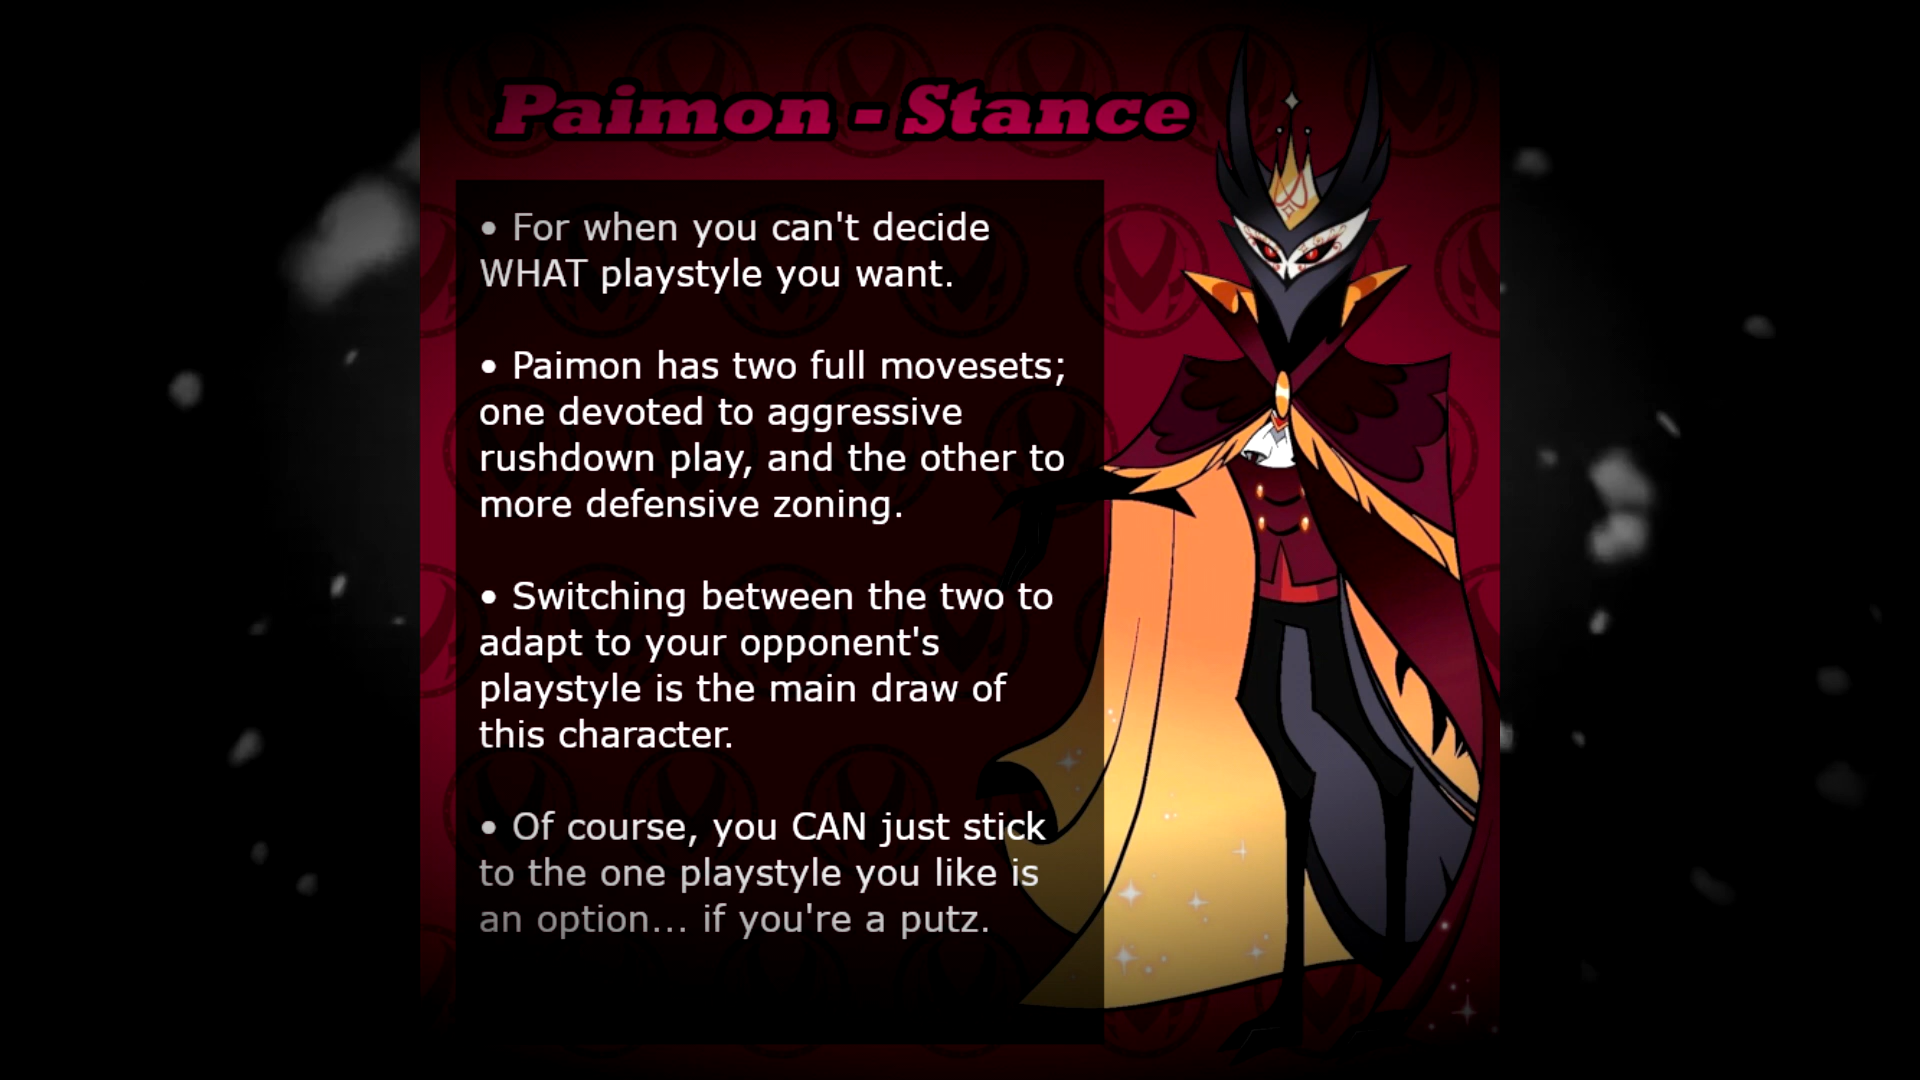 Paimon - Stance
• For when you can't decide
WHAT playstyle you want.
• Paimon has two full movesets;
one devoted to aggressive
rushdown play, and the other to
more defensive zoning.
• Switching between the two to
adapt to your opponent's
playstyle is the main draw of
this character.
• Of course, you CAN just stick
to the one playstyle you like is
an option... if you're a putz.